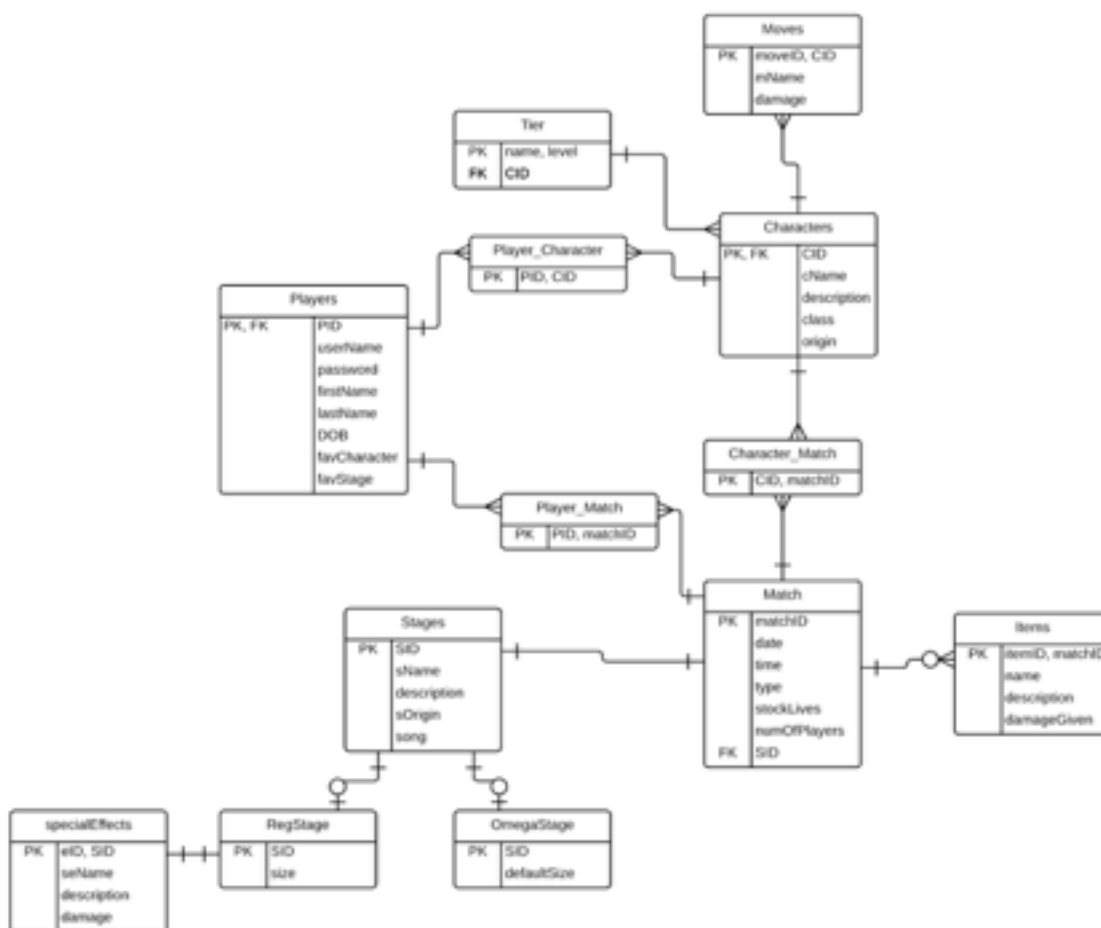 Moves
PK moveID, CID
mName
damage
Tier
PK name, level
FK CID
Characters
PK, FK CID
cName
description
class
origin
Player_Character
PK PID, CID
Players
PK, FK PID
userName
password
firstName
lastName
DOB
favCharacter
favStage
Character_Match
PK CID, matchID
Player_Match
PK PID, matchID
Match
PK matchID
date
time
type
stockLives
numOfPlayers
FK SID
Stages
PK SID
sName
description
sOrigin
song
Items
PK itemID, matchID
name
description
damageGiven
specialEffects
PK eID, SID
seName
description
damage
RegStage
PK SID
size
OmegaStage
PK SID
defaultSize